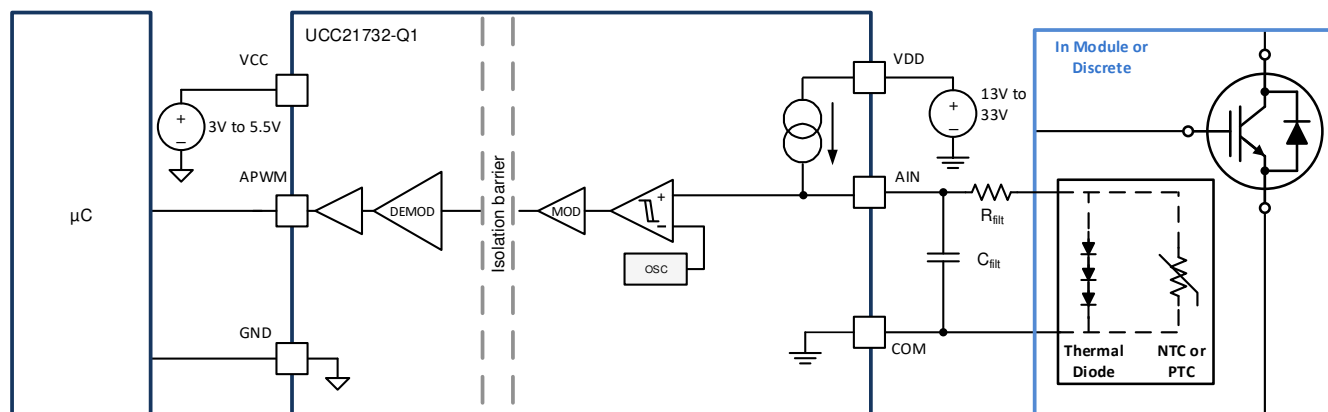 UCC21732-Q1
In Module or
Discrete
VCC
VDD
+
−
3V to 5.5V
+
−
13V to
33V
APWM
AIN
µC
DEMOD
Isolation barrier
MOD
+
−
OSC
Rfilt
Cfilt
GND
COM
Thermal
Diode
NTC or
PTC